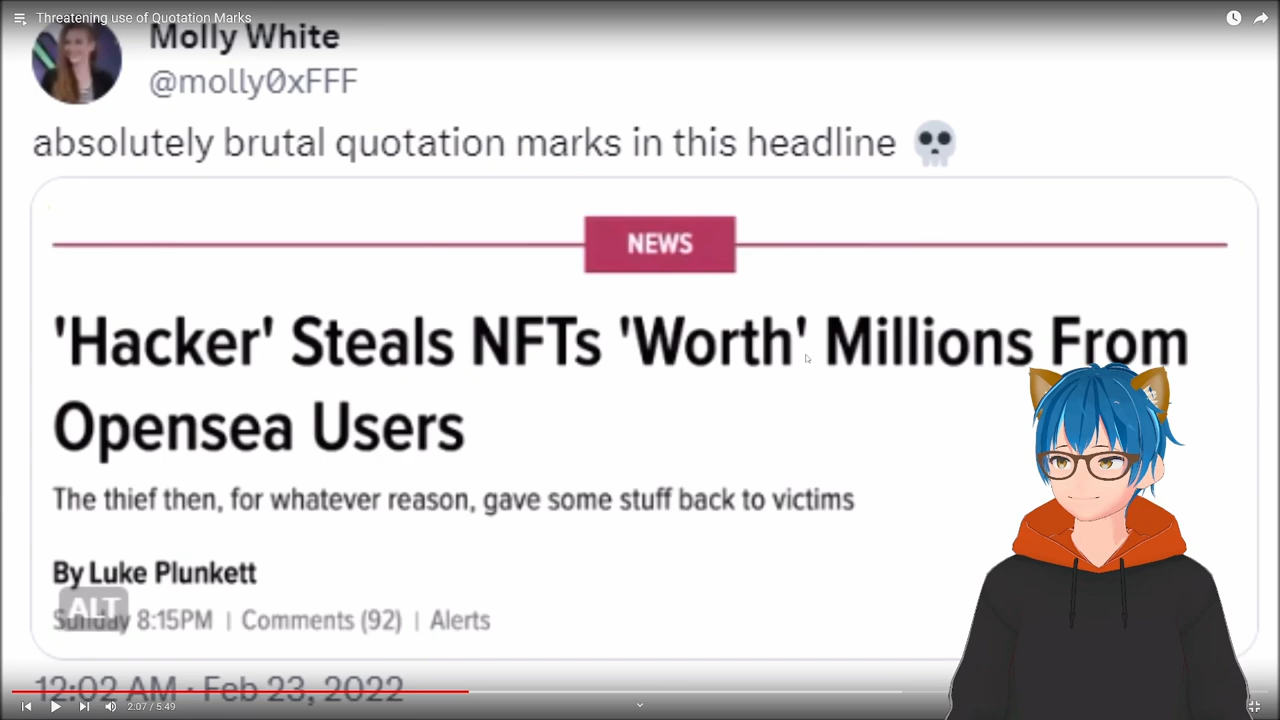 Threatening use of Quotation Marks
Molly White
@molly0xFFF
absolutely brutal quotation marks in this headline 💀
NEWS
'Hacker' Steals NFTs 'Worth' Millions From
Opensea Users
The thief then, for whatever reason, gave some stuff back to victims
By Luke Plunkett
ALT
Sunday 8:15PM | Comments (92) | Alerts
12:02 AM · Feb 23, 2022
2:07 / 5:49